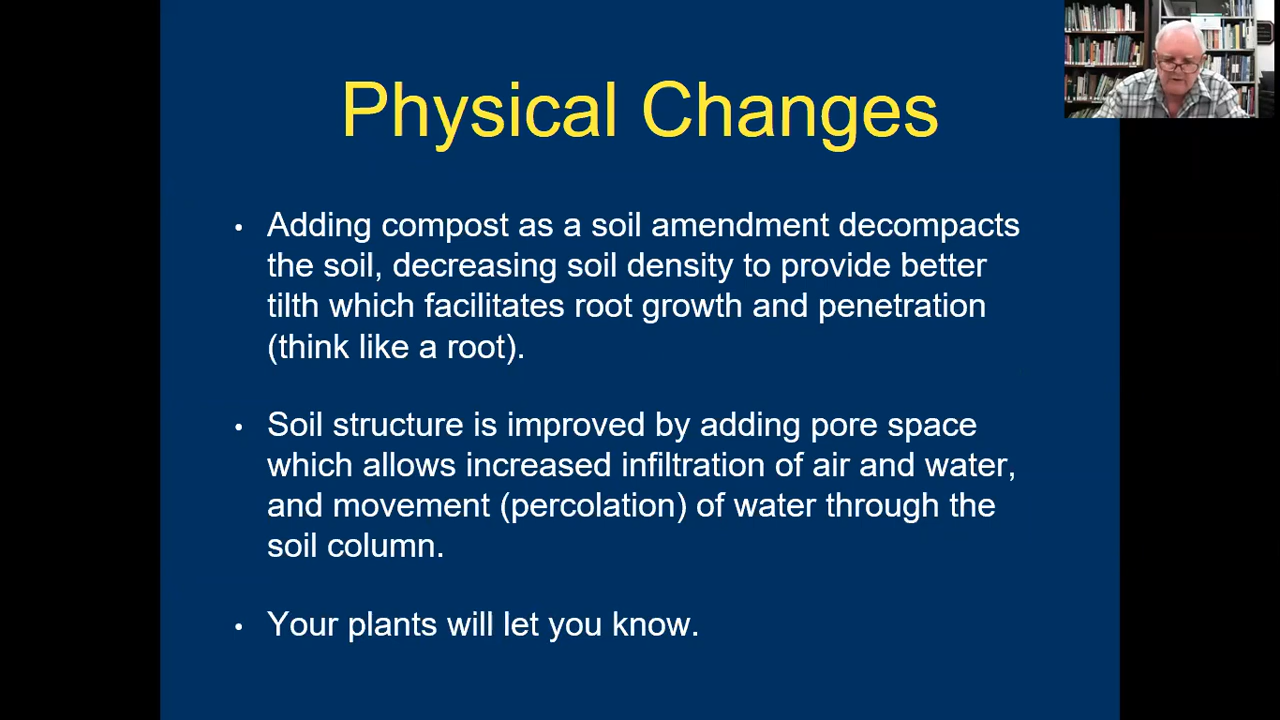 Physical Changes
• Adding compost as a soil amendment decompacts
the soil, decreasing soil density to provide better
tilth which facilitates root growth and penetration
(think like a root).
• Soil structure is improved by adding pore space
which allows increased infiltration of air and water,
and movement (percolation) of water through the
soil column.
• Your plants will let you know.